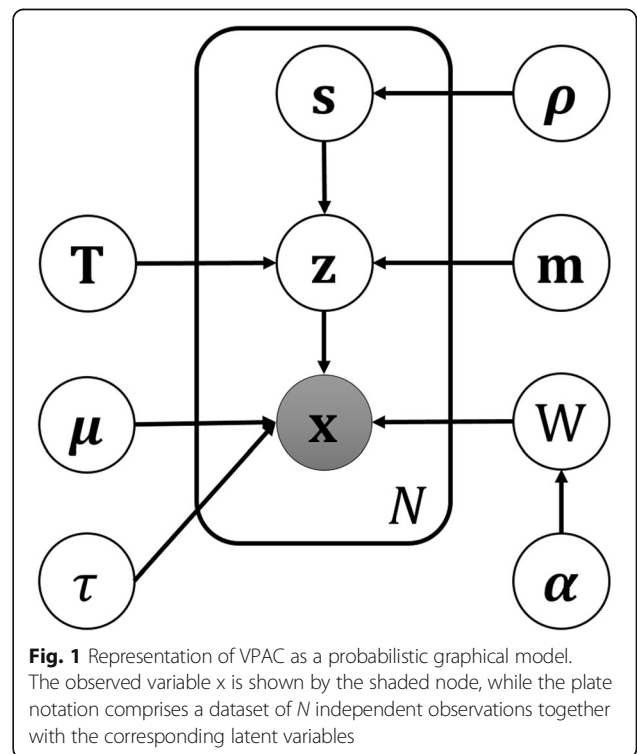 s
ρ
T
z
m
μ
x
W
N
τ
α
Fig. 1 Representation of VPAC as a probabilistic graphical model.
The observed variable x is shown by the shaded node, while the plate
notation comprises a dataset of N independent observations together
with the corresponding latent variables